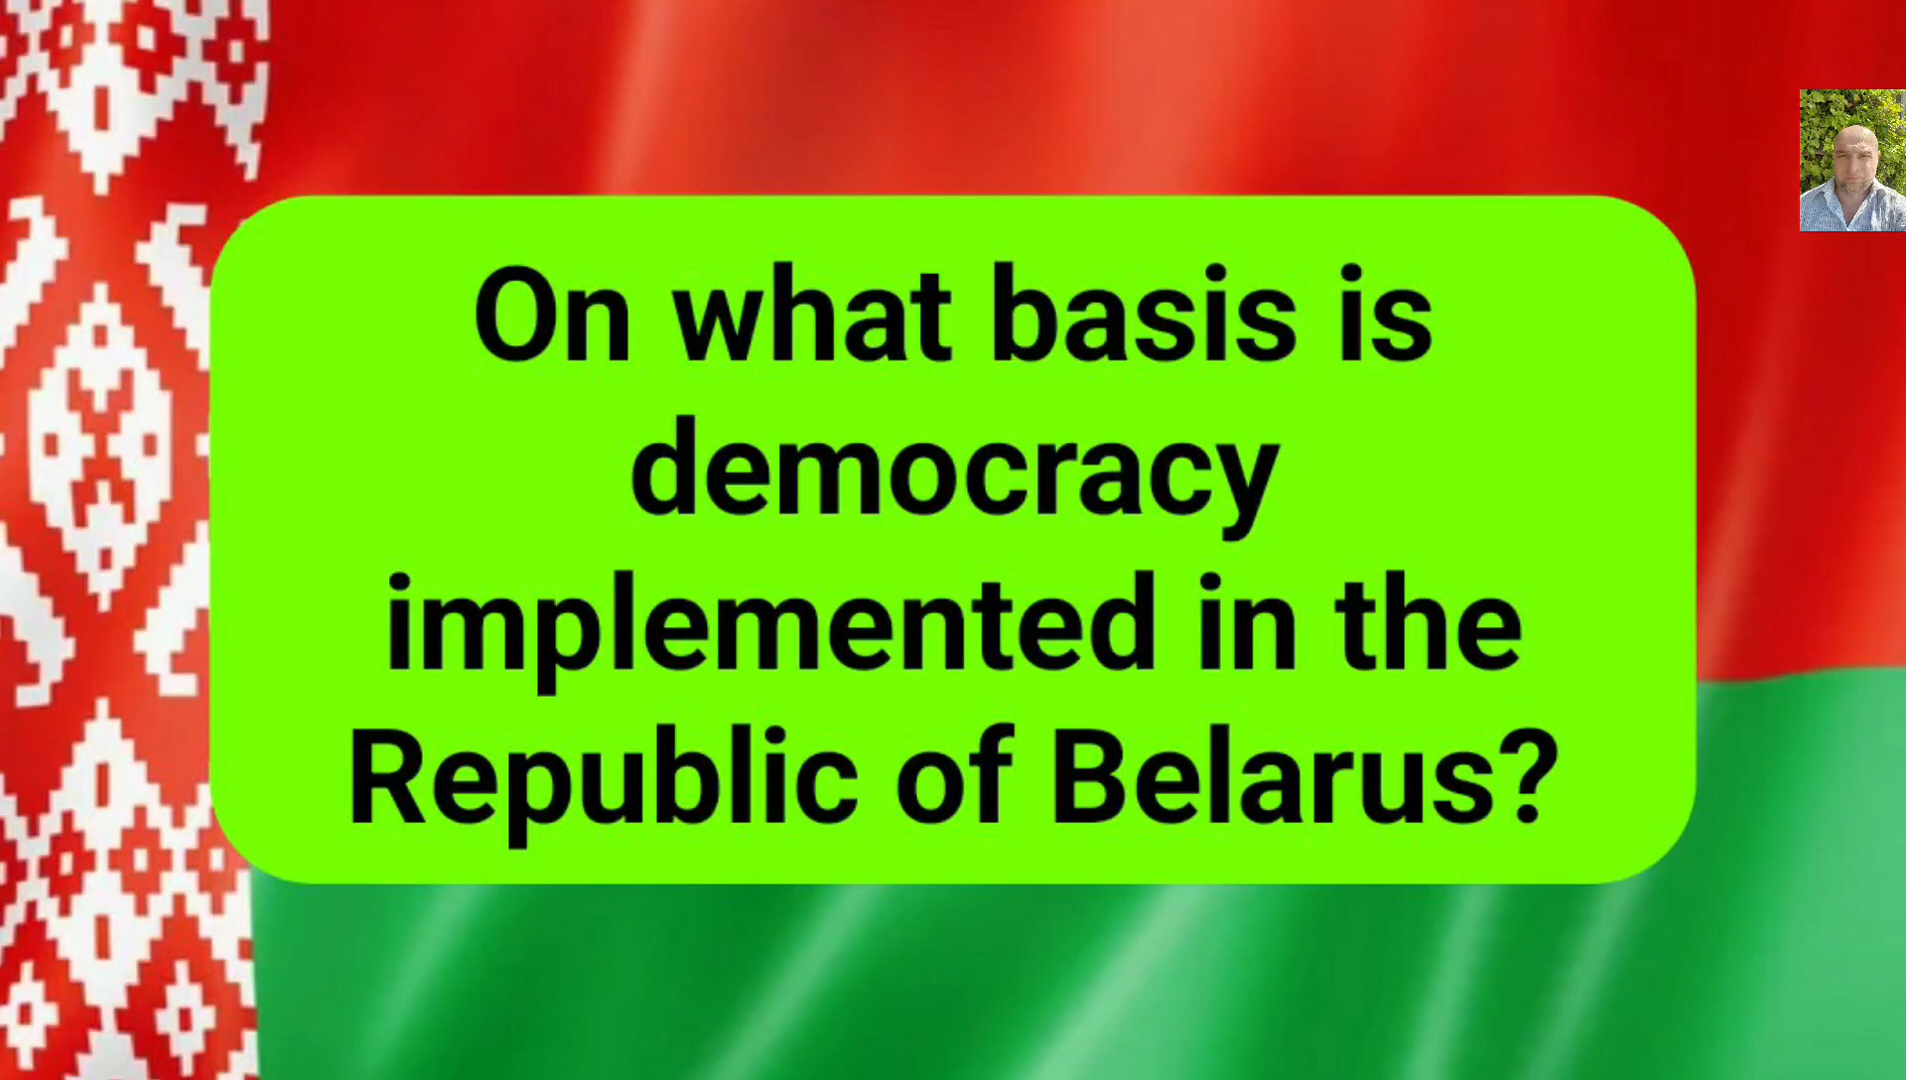 On what basis is
democracy
implemented in the
Republic of Belarus?